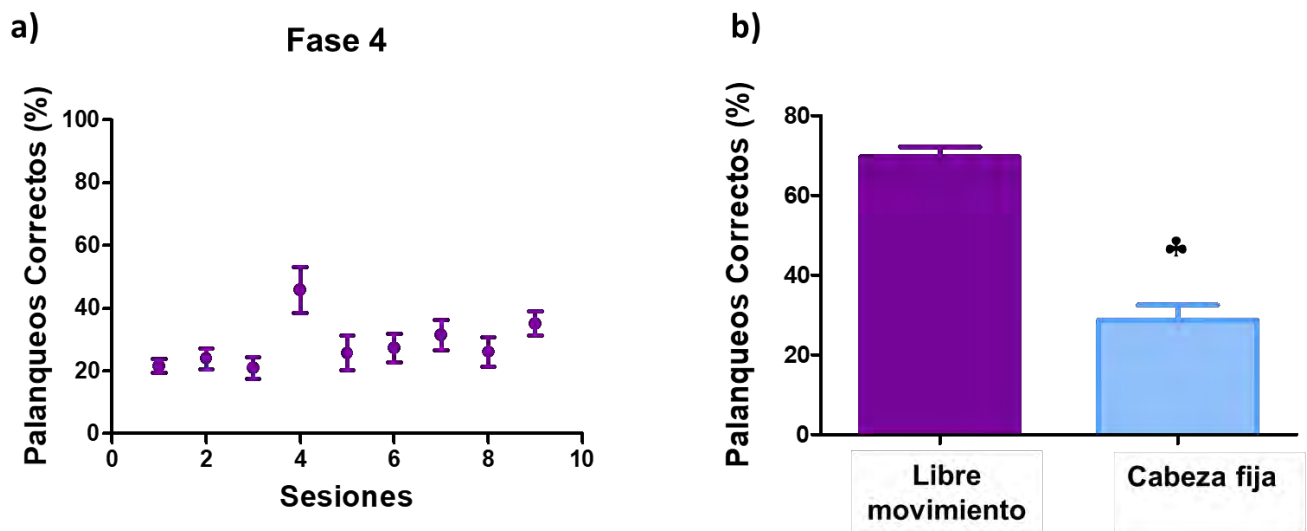 a)
Fase 4
Palanqueos Correctos (%)
100
80
60
40
20
0
0 2 4 6 8 10
Sesiones
b)
Palanqueos Correctos (%)
80
60
40
20
0
♣
Libre
movimiento
Cabeza fija